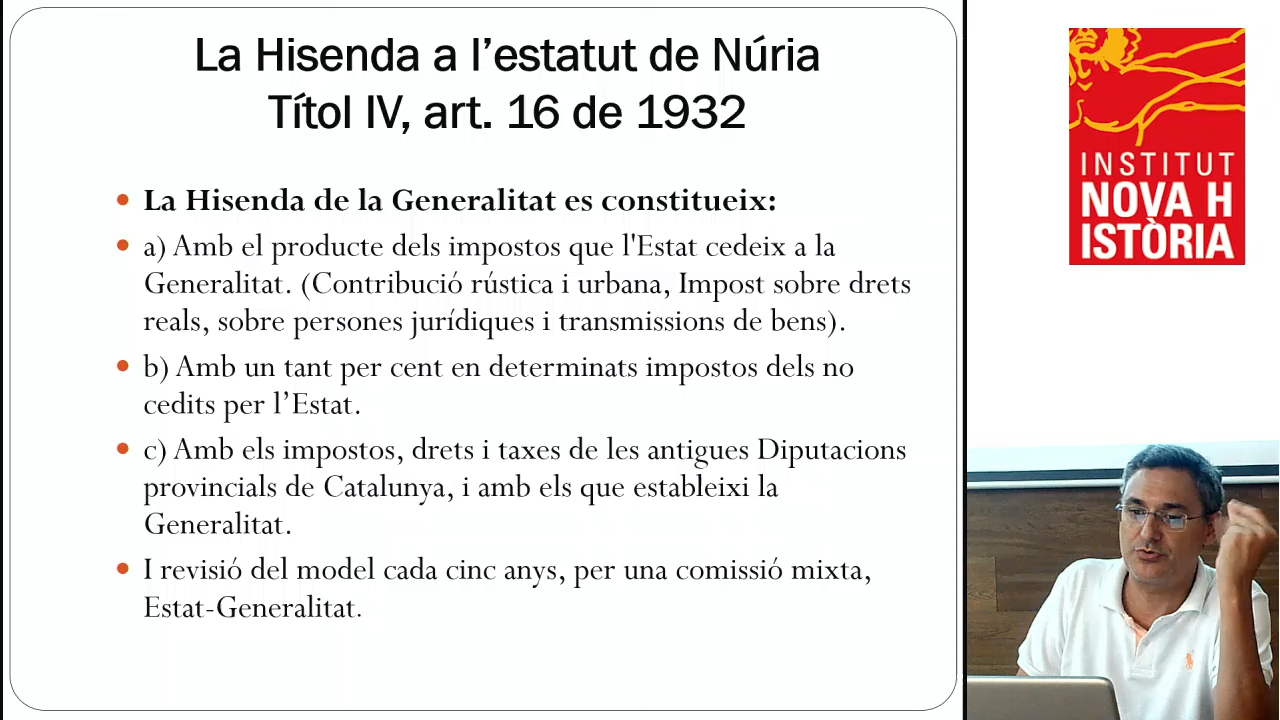 La Hisenda a l’estatut de Núria
Títol IV, art. 16 de 1932
La Hisenda de la Generalitat es constitueix:
a) Amb el producte dels impostos que l'Estat cedeix a la
Generalitat. (Contribució rústica i urbana, Impost sobre drets
reals, sobre persones jurídiques i transmissions de bens).
b) Amb un tant per cent en determinats impostos dels no
cedits per l’Estat.
c) Amb els impostos, drets i taxes de les antigues Diputacions
provincials de Catalunya, i amb els que estableixi la
Generalitat.
I revisió del model cada cinc anys, per una comissió mixta,
Estat-Generalitat.
INSTITUT
NOVA H
ISTÒRIA